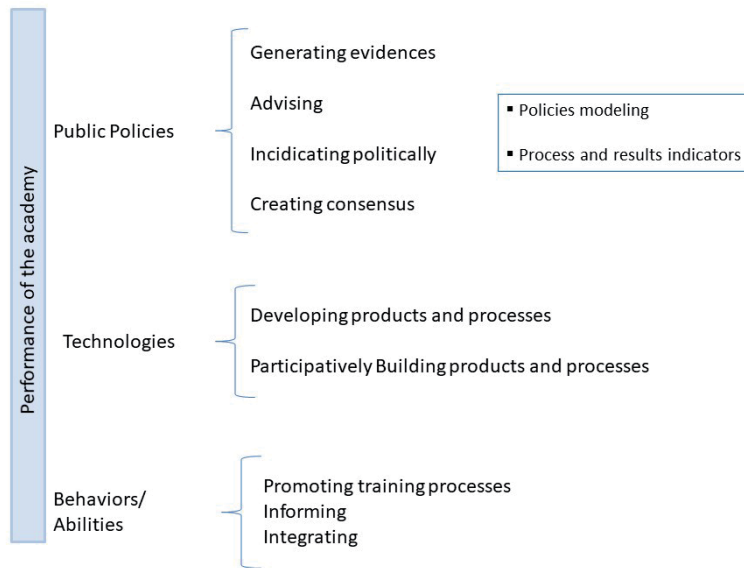 Performance of the academy
Public Policies
Generating evidences
Advising
Incidicating politically
Creating consensus
▪ Policies modeling
▪ Process and results indicators
Technologies
Developing products and processes
Participatively Building products and processes
Behaviors/
Abilities
Promoting training processes
Informing
Integrating